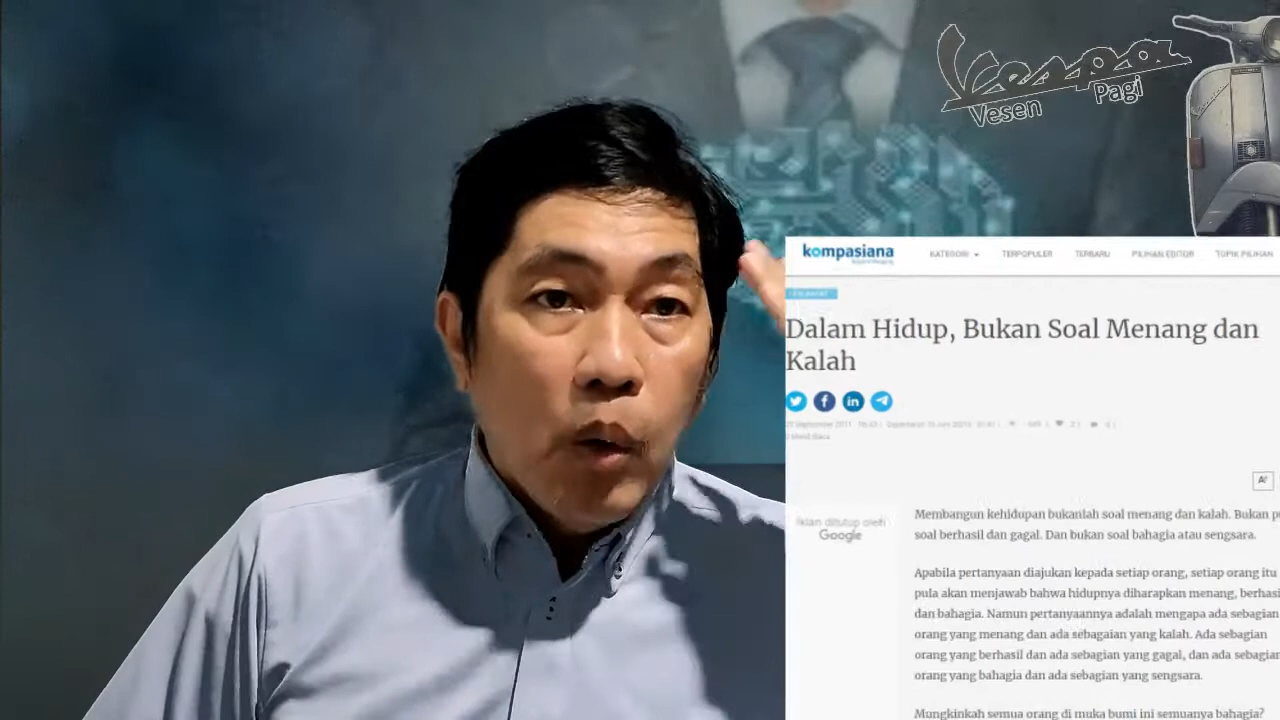 Vespa
Vesen Pagi
kompasiana
KATEGORI TERPOPULER TERBARU PILIHAN EDITOR TOPIK PILIHAN
Dalam Hidup, Bukan Soal Menang dan
Kalah
A
Iklan ditutup oleh
Google
Membangun kehidupan bukanlah soal menang dan kalah. Bukan p
soal berhasil dan gagal. Dan bukan soal bahagia atau sengsara.
Apabila pertanyaan diajukan kepada setiap orang, setiap orang itu
pula akan menjawab bahwa hidupnya diharapkan menang, berhasi
dan bahagia. Namun pertanyaannya adalah mengapa ada sebagian
orang yang menang dan ada sebagaian yang kalah. Ada sebagian
orang yang berhasil dan ada sebagian yang gagal, dan ada sebagian
orang yang bahagia dan ada sebagian yang sengsara.
Mungkinkah semua orang di muka bumi ini semuanya bahagia?